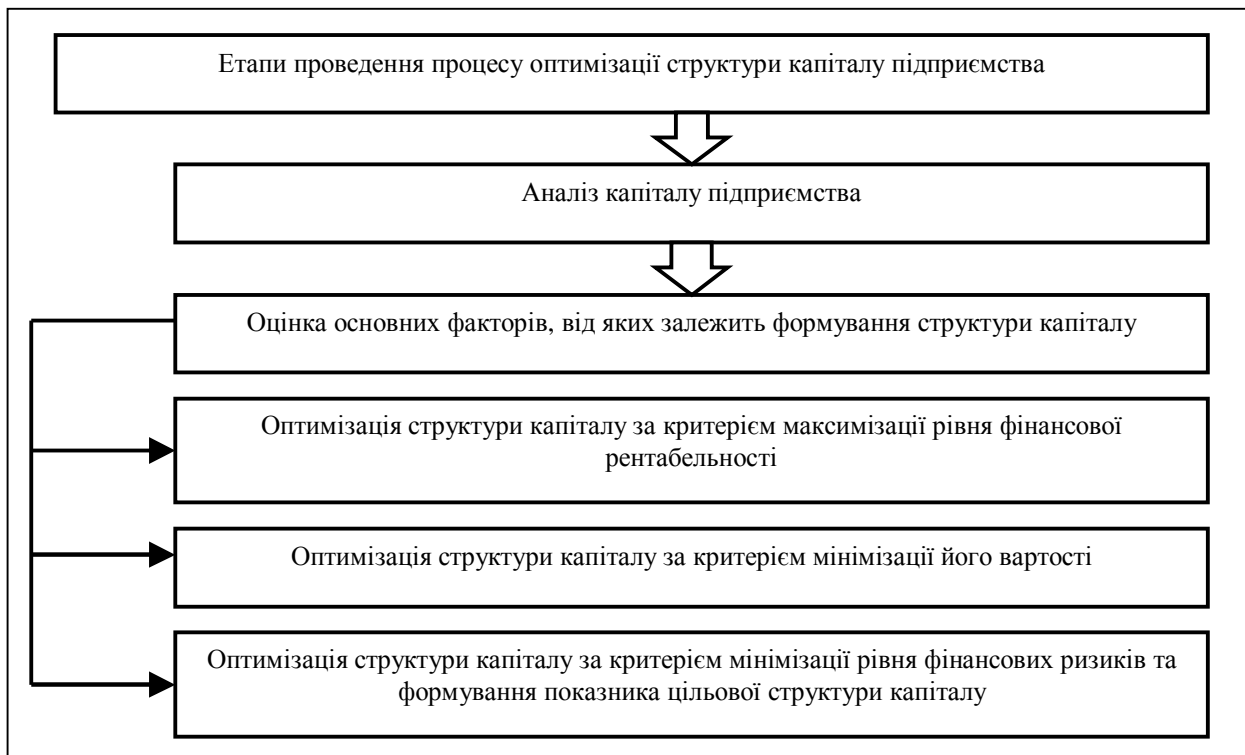 Етапи проведення процесу оптимізації структури капіталу підприємства
Аналіз капіталу підприємства
Оцінка основних факторів, від яких залежить формування структури капіталу
Оптимізація структури капіталу за критерієм максимізації рівня фінансової
рентабельності
Оптимізація структури капіталу за критерієм мінімізації його вартості
Оптимізація структури капіталу за критерієм мінімізації рівня фінансових ризиків та
формування показника цільової структури капіталу